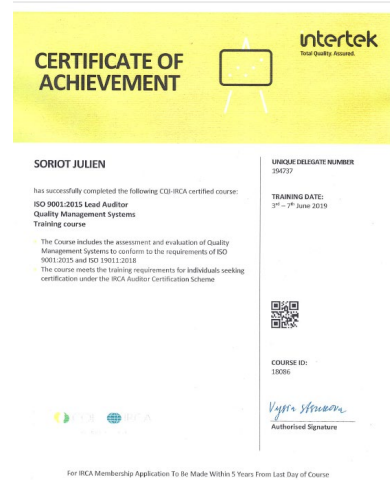 intertek
Total Quality. Assured.
CERTIFICATE OF
ACHIEVEMENT
SORIOT JULIEN
has successfully completed the following CQI-IRCA certified course:
ISO 9001:2015 Lead Auditor
Quality Management Systems
Training course
The Course includes the assessment and evaluation of Quality
Management Systems to conform to the requirements of ISO
9001:2015 and ISO 19011:2018
The course meets the training requirements for individuals seeking
certification under the IRCA Auditor Certification Scheme
UNIQUE DELEGATE NUMBER
194737
TRAINING DATE:
3rd – 7th June 2019
COURSE ID:
18086
Authorised Signature
For IRCA Membership Application To Be Made Within 5 Years From Last Day of Course